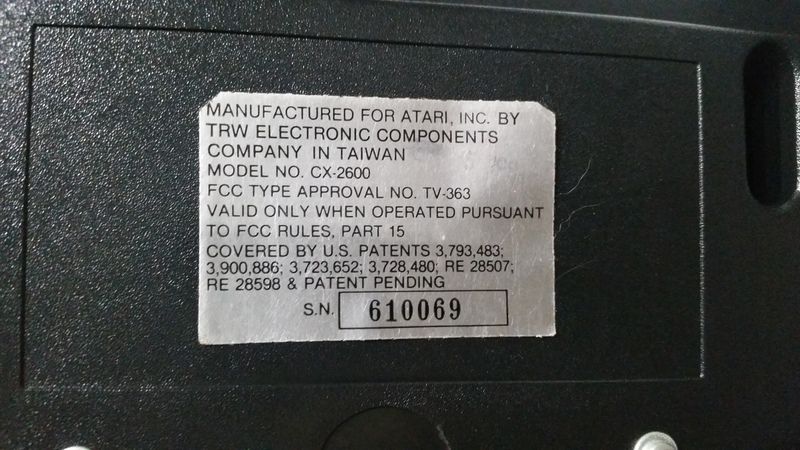 MANUFACTURED FOR ATARI, INC. BY
TRW ELECTRONIC COMPONENTS
COMPANY IN TAIWAN
MODEL NO. CX-2600
FCC TYPE APPROVAL NO. TV-363
VALID ONLY WHEN OPERATED PURSUANT
TO FCC RULES, PART 15
COVERED BY U.S. PATENTS 3,793,483;
3,900,886; 3,723,652; 3,728,480; RE 28507;
RE 28598 & PATENT PENDING
S.N. 610069